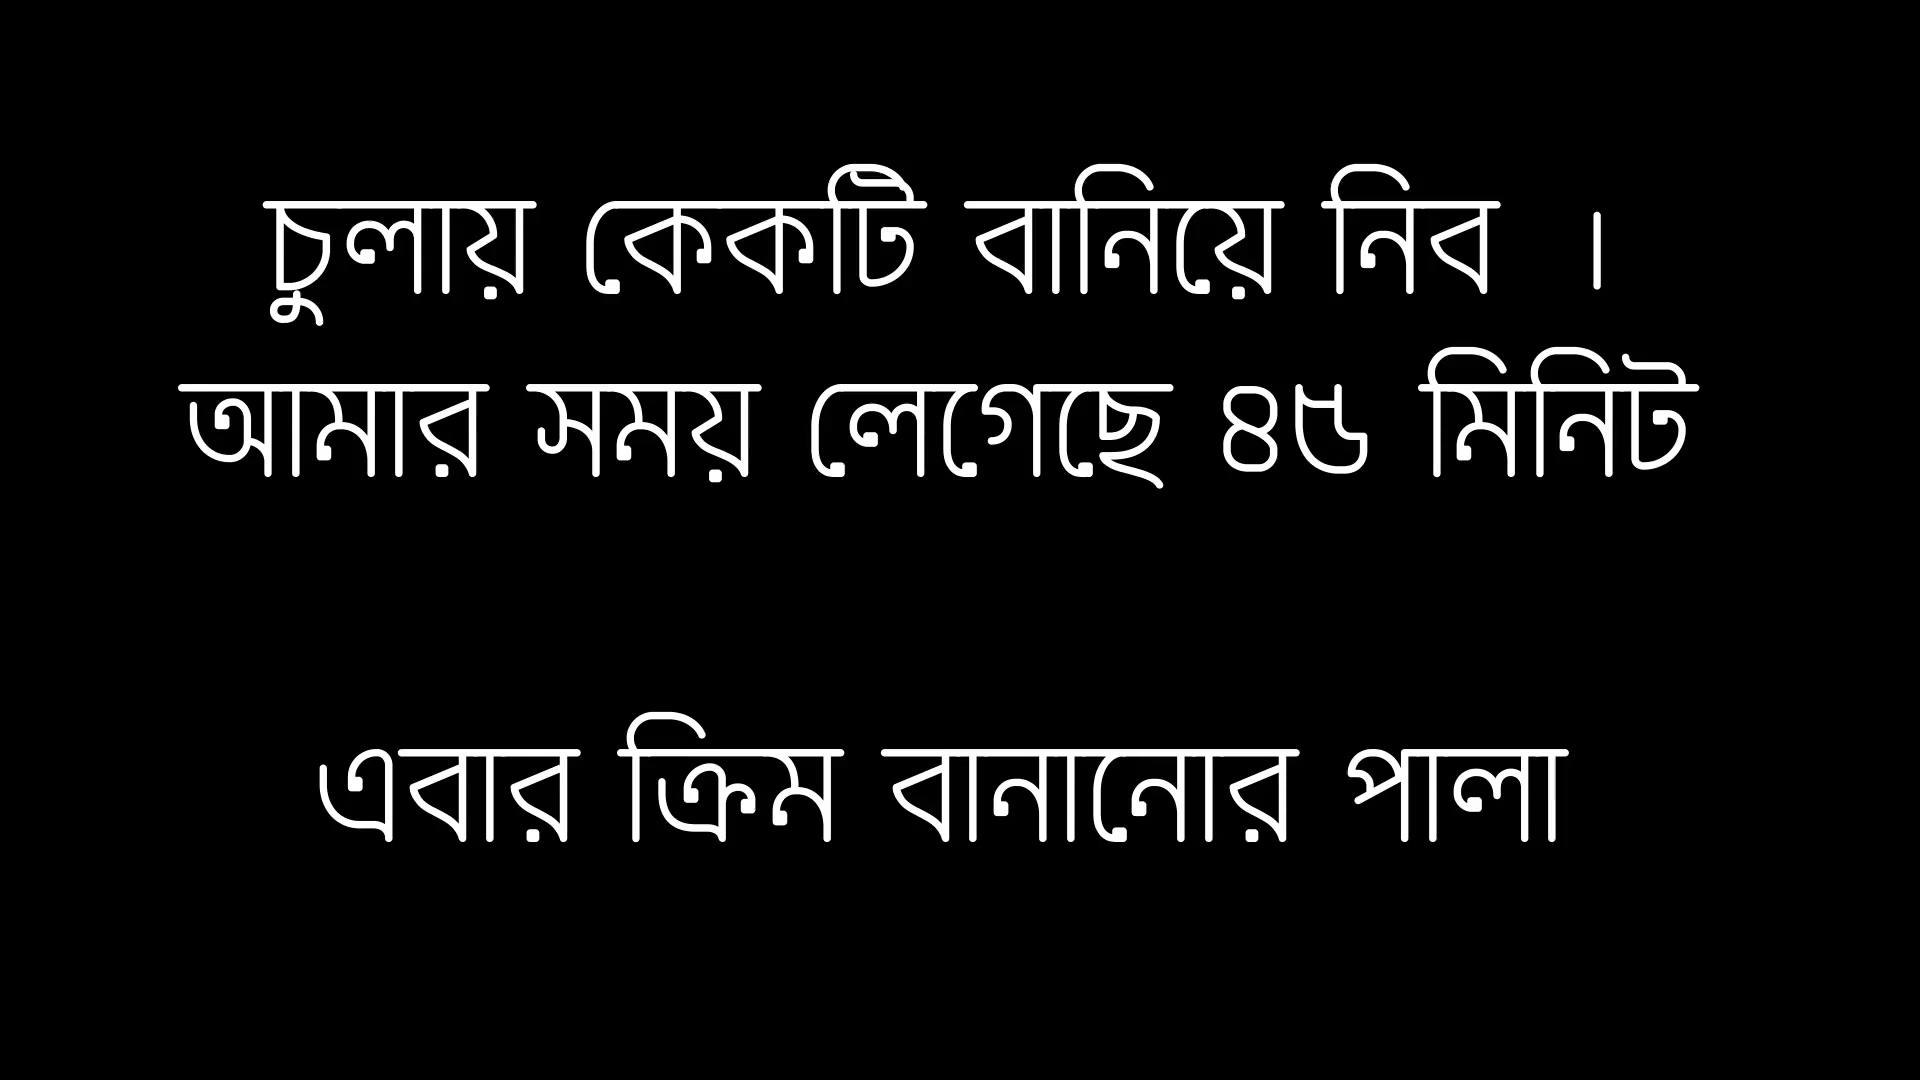 চুলায় কেকটি বানিয়ে নিব ।
আমার সময় লেগেছে ৪৫ মিনিট
এবার ক্রিম বানানোর পালা